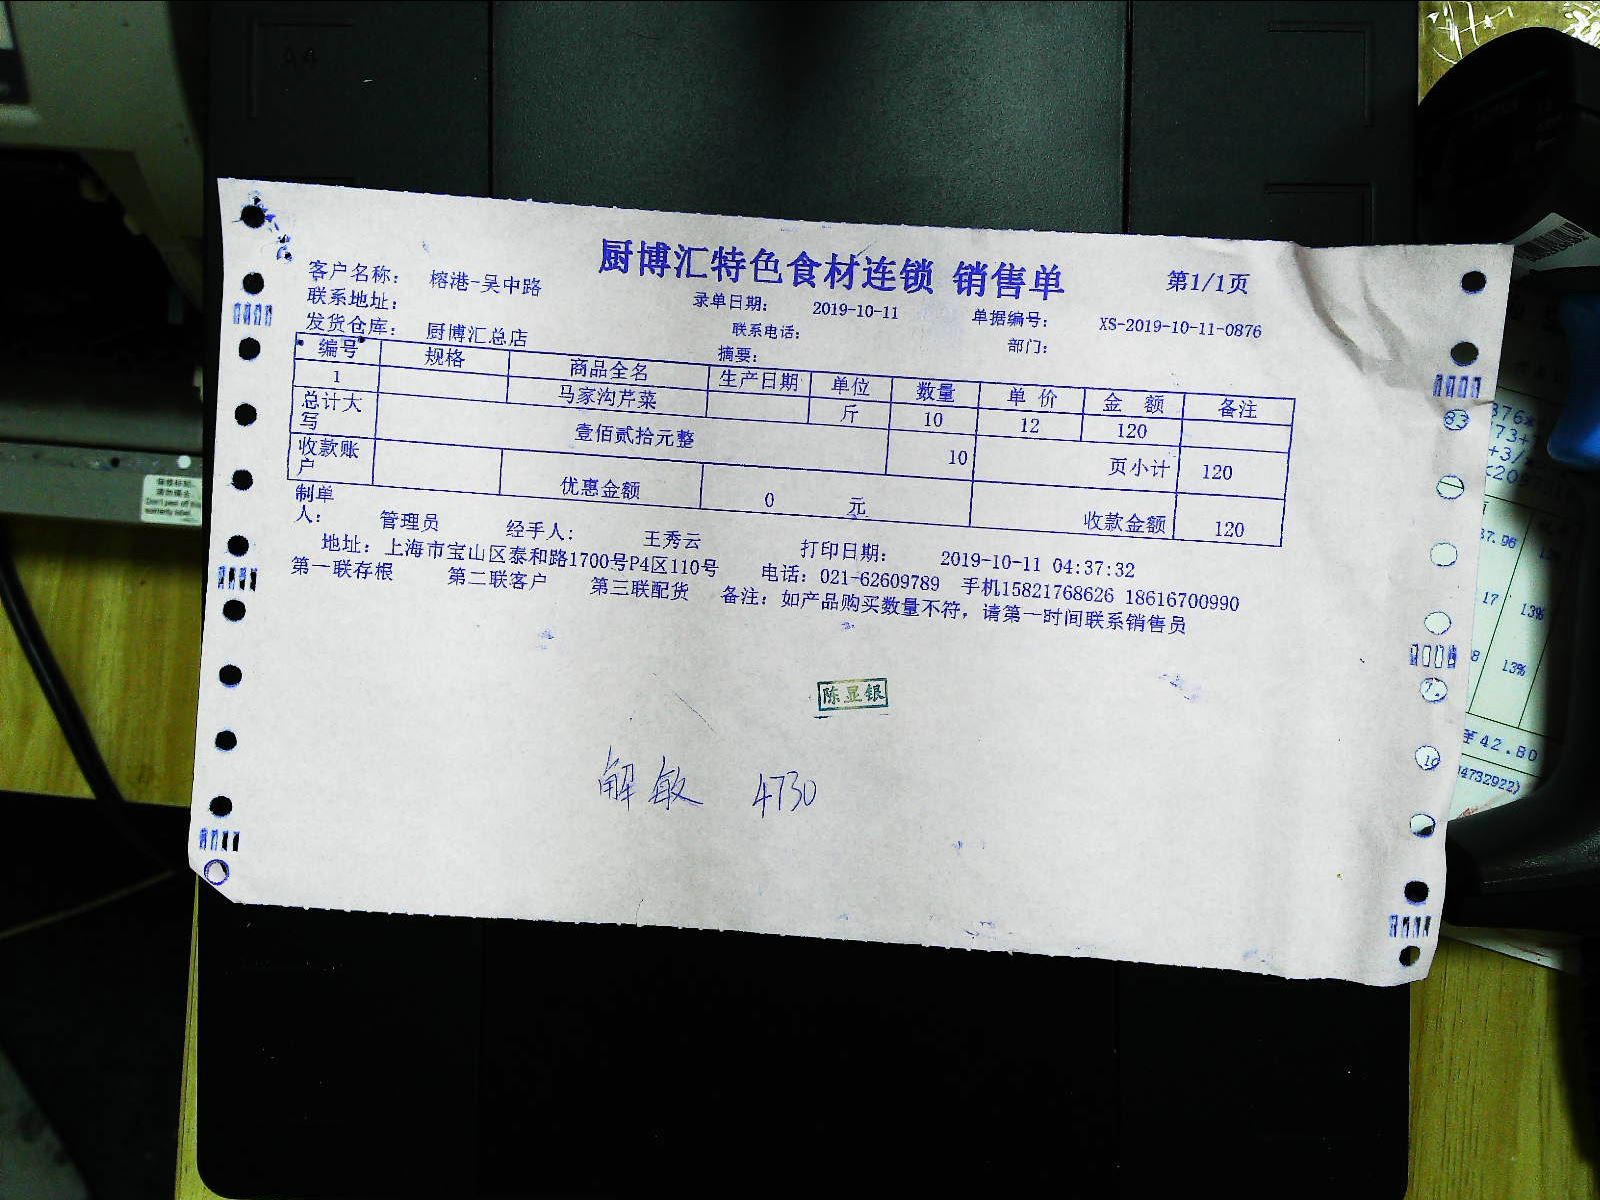 厨博汇特色食材连锁 销售单 第1/1页
客户名称： 榕港-吴中路 录单日期： 2019-10-11 单据编号： XS-2019-10-11-0876
联系地址： 联系电话： 部门：
发货仓库： 厨博汇总店 摘要：
编号 规格 商品全名 生产日期 单位 数量 单 价 金 额 备注
1 马家沟芹菜 斤 10 12 120
总计大写 壹佰贰拾元整 10 页小计 120
收款账户 优惠金额 0 元 收款金额 120
制单人： 管理员 经手人： 王秀云 打印日期： 2019-10-11 04:37:32
地址：上海市宝山区泰和路1700号P4区110号 电话：021-62609789 手机15821768626 18616700990
第一联存根 第二联客户 第三联配货 备注：如产品购买数量不符，请第一时间联系销售员
陈显银
解敏 4730
¥42.80
13%
13%
A4